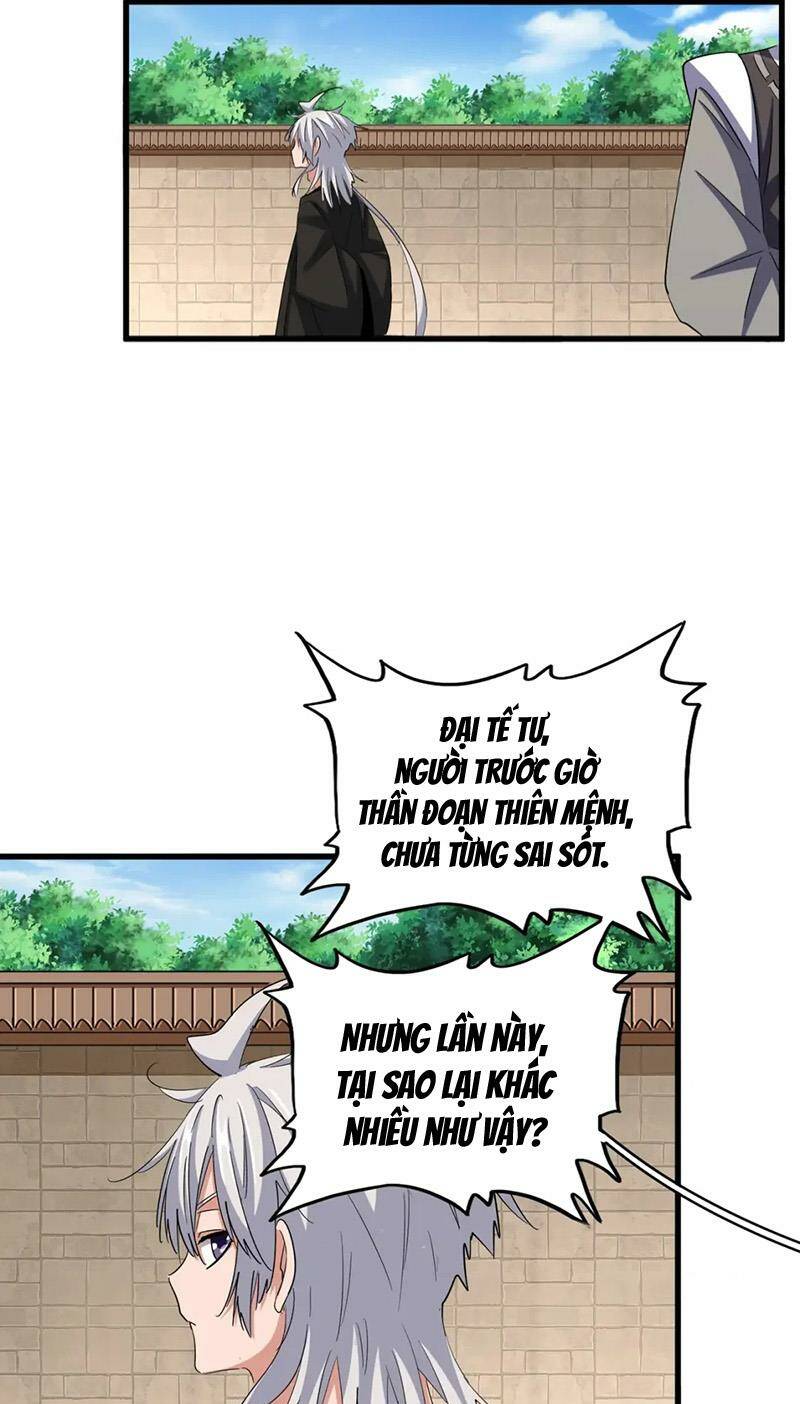 ĐẠI TẾ TƯ,
NGƯỜI TRƯỚC GIỜ
THẦN ĐOẠN THIÊN MỆNH,
CHƯA TỪNG SAI SÓT.
NHƯNG LẦN NÀY,
TẠI SAO LẠI KHÁC
NHIỀU NHƯ VẬY?